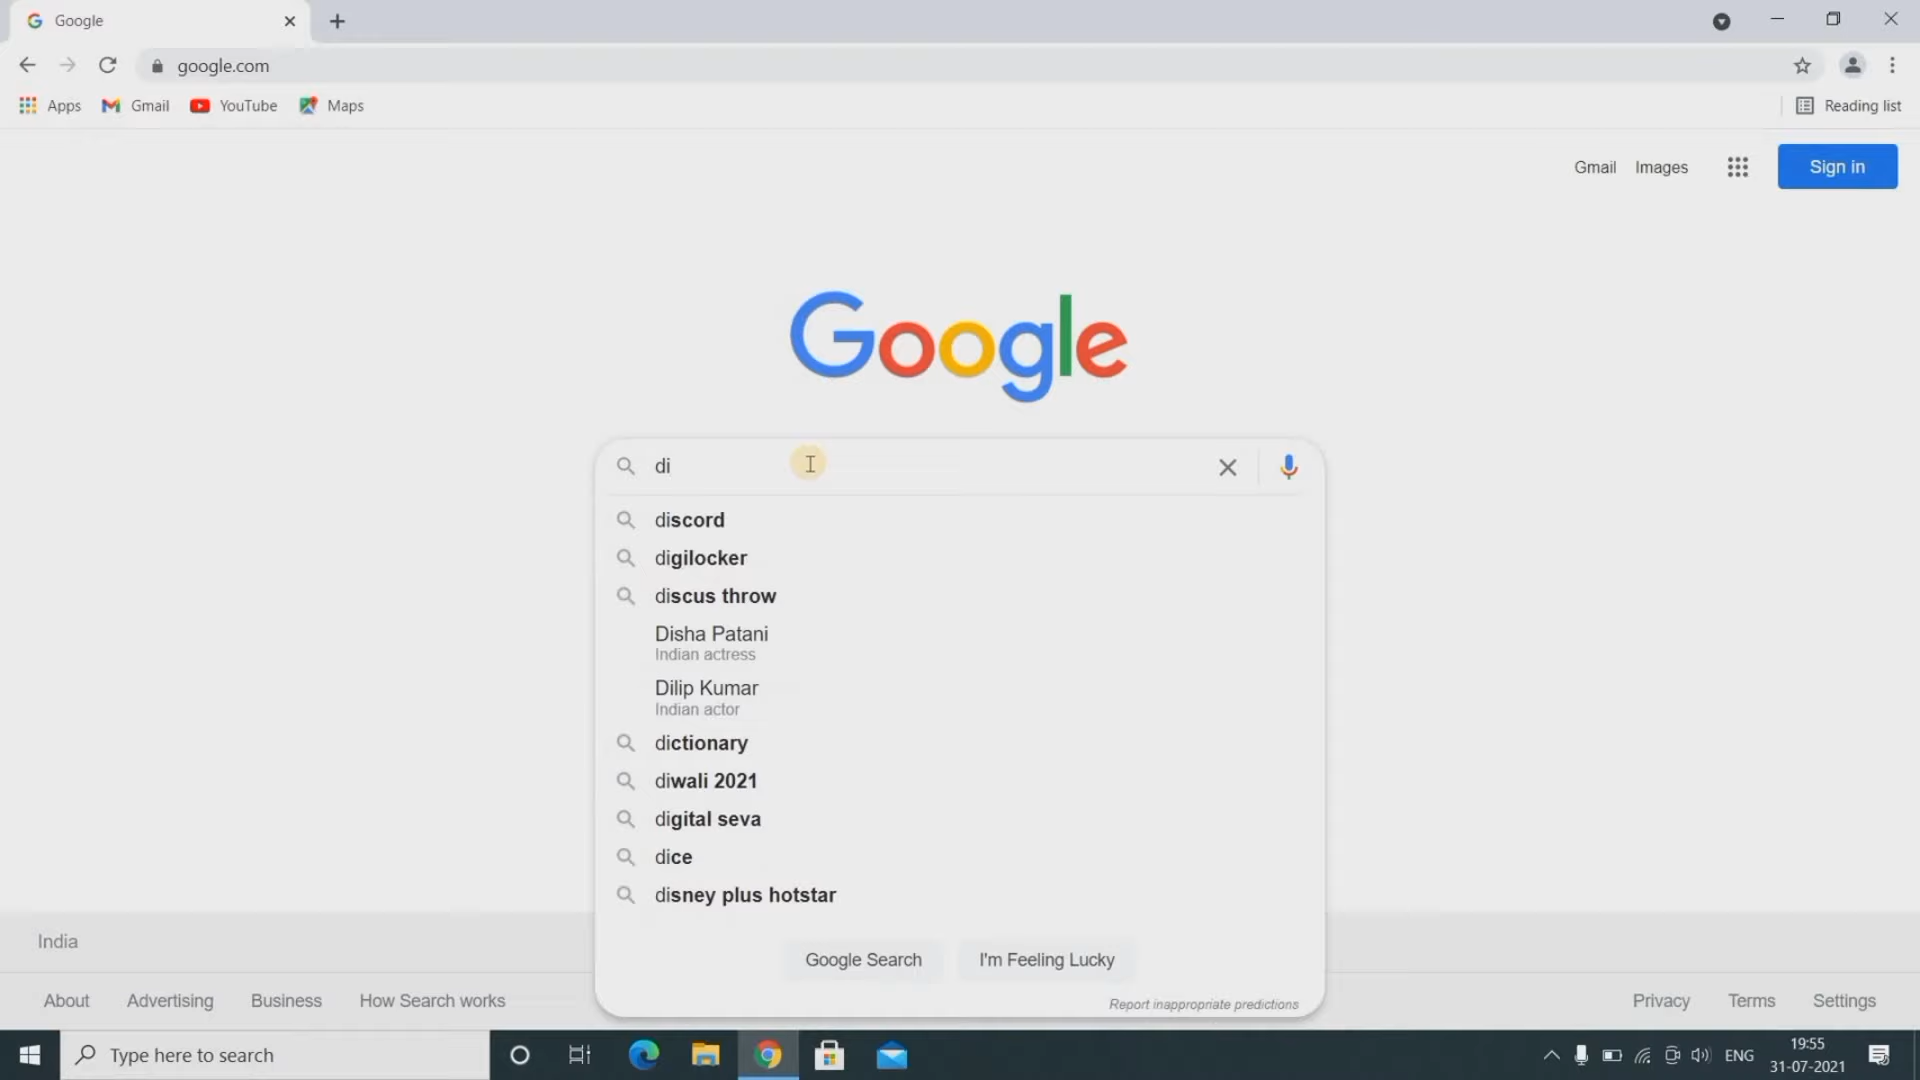 Google
google.com
Apps Gmail YouTube Maps Reading list
Gmail Images Sign in
Google
di
discord
digilocker
discus throw
Disha Patani
Indian actress
Dilip Kumar
Indian actor
dictionary
diwali 2021
digital seva
dice
disney plus hotstar
Google Search I'm Feeling Lucky
Report inappropriate predictions
India
About Advertising Business How Search works Privacy Terms Settings
Type here to search ENG 19:55
31-07-2021